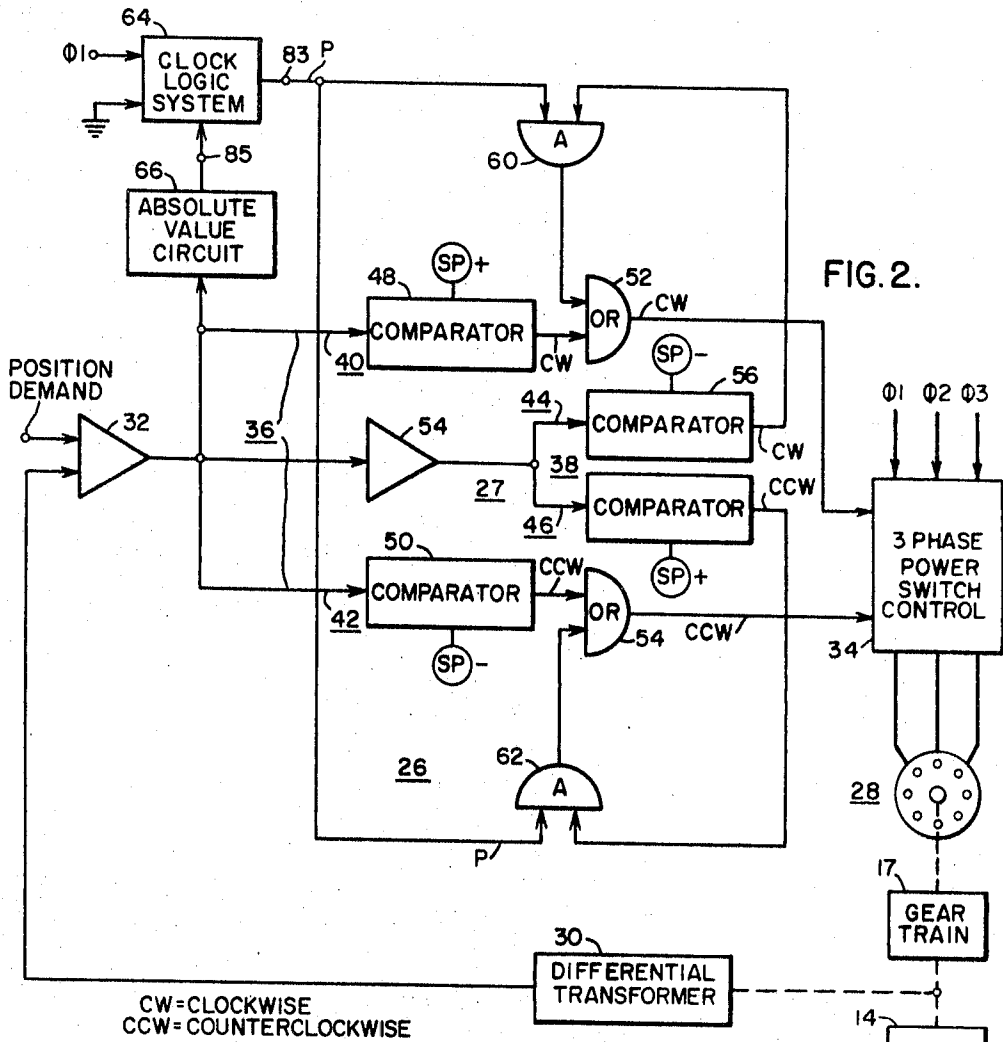 64
Φ1
CLOCK
LOGIC
SYSTEM
83
P
A
60
85
66
ABSOLUTE
VALUE
CIRCUIT
SP +
48
COMPARATOR
40
CW
52
OR
CW
FIG. 2.
SP -
56
COMPARATOR
CW
POSITION
DEMAND
32
36
54
44
38
27
46
COMPARATOR
CCW
SP +
Φ1 Φ2 Φ3
3 PHASE
POWER
SWITCH
CONTROL
34
50
COMPARATOR
42
CCW
OR
54
CCW
SP -
26
62
A
P
28
17
GEAR
TRAIN
30
DIFFERENTIAL
TRANSFORMER
14
CW=CLOCKWISE
CCW=COUNTERCLOCKWISE